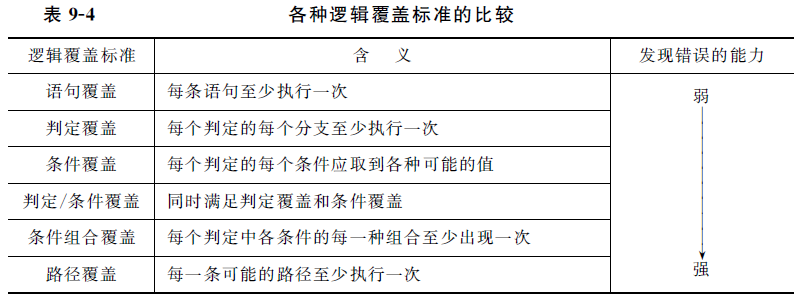 表 9-4 各种逻辑覆盖标准的比较
逻辑覆盖标准 含 义 发现错误的能力
语句覆盖 每条语句至少执行一次 弱
判定覆盖 每个判定的每个分支至少执行一次
条件覆盖 每个判定的每个条件应取到各种可能的值
判定/条件覆盖 同时满足判定覆盖和条件覆盖
条件组合覆盖 每个判定中各条件的每一种组合至少出现一次
路径覆盖 每一条可能的路径至少执行一次 强